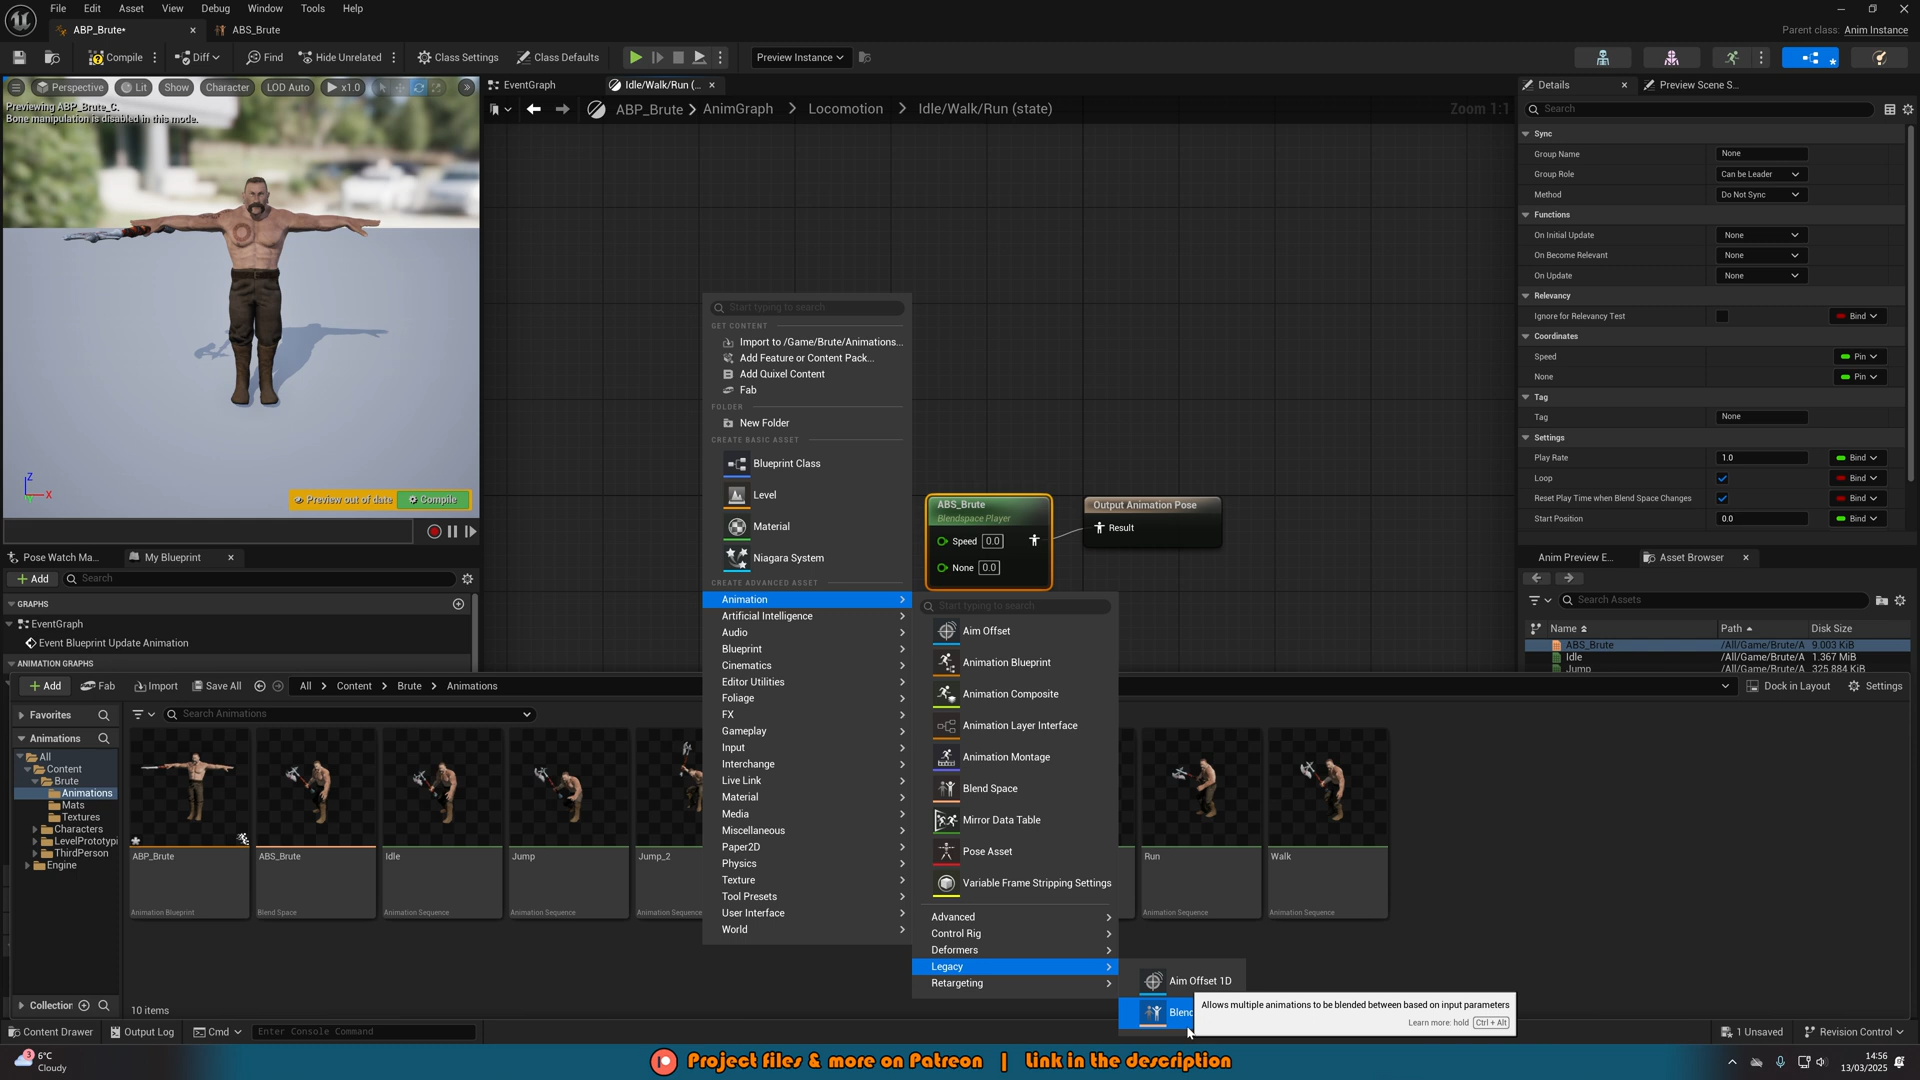 File Edit Asset View Debug Window Tools Help
ABP_Brute•
ABS_Brute
Parent class: Anim Instance
Compile
Diff
Find
Hide Unrelated
Class Settings
Class Defaults
Preview Instance
Perspective
Lit
Show
Character
LOD Auto
x1.0
Previewing ABP_Brute_C.
Bone manipulation is disabled in this mode.
Z
X
Preview out of date
Compile
EventGraph
Idle/Walk/Run (...
ABP_Brute
AnimGraph
Locomotion
Idle/Walk/Run (state)
Zoom 1:1
ABS_Brute
Blendspace Player
Speed 0.0
None 0.0
Output Animation Pose
Result
Details
Preview Scene S...
Search
Sync
Group Name None
Group Role Can be Leader
Method Do Not Sync
Functions
On Initial Update None
On Become Relevant None
On Update None
Relevancy
Ignore for Relevancy Test Bind
Coordinates
Speed Pin
None Pin
Tag
Tag None
Settings
Play Rate 1.0 Bind
Loop Bind
Reset Play Time when Blend Space Changes Bind
Start Position 0.0 Bind
Anim Preview E...
Asset Browser
Search Assets
Name Path Disk Size
ABS_Brute /All/Game/Brute/A 9.003 KiB
Idle /All/Game/Brute/A 1.367 MiB
Jump /All/Game/Brute/A 325.884 KiB
Pose Watch Ma...
My Blueprint
Add
Search
GRAPHS
EventGraph
Event Blueprint Update Animation
ANIMATION GRAPHS
Start typing to search
GET CONTENT
Import to /Game/Brute/Animations...
Add Feature or Content Pack...
Add Quixel Content
Fab
FOLDER
New Folder
CREATE BASIC ASSET
Blueprint Class
Level
Material
Niagara System
CREATE ADVANCED ASSET
Animation
Artificial Intelligence
Audio
Blueprint
Cinematics
Editor Utilities
Foliage
FX
Gameplay
Input
Interchange
Live Link
Material
Media
Miscellaneous
Paper2D
Physics
Texture
Tool Presets
User Interface
World
Start typing to search
Aim Offset
Animation Blueprint
Animation Composite
Animation Layer Interface
Animation Montage
Blend Space
Mirror Data Table
Pose Asset
Variable Frame Stripping Settings
Advanced
Control Rig
Deformers
Legacy
Retargeting
Aim Offset 1D
Blend
Allows multiple animations to be blended between based on input parameters
Learn more: hold Ctrl + Alt
Add
Fab
Import
Save All
All
Content
Brute
Animations
Dock in Layout
Settings
Favorites
Search Animations
Animations
All
Content
Brute
Animations
Mats
Textures
Characters
LevelPrototypi
ThirdPerson
Engine
Collection
ABP_Brute
Animation Blueprint
ABS_Brute
Blend Space
Idle
Animation Sequence
Jump
Animation Sequence
Jump_2
Animation Sequence
Run
Animation Sequence
Walk
Animation Sequence
10 items
Content Drawer
Output Log
Cmd
Enter Console Command
1 Unsaved
Revision Control
3
6°C
Cloudy
Project files & more on Patreon | Link in the description
14:56
13/03/2025